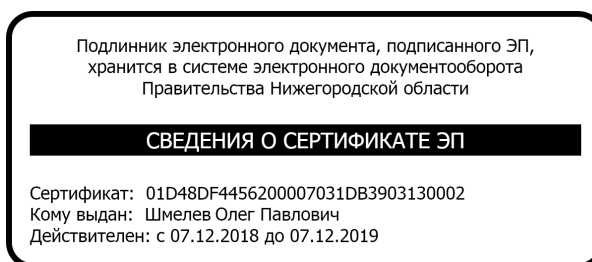 Подлинник электронного документа, подписанного ЭП,
хранится в системе электронного документооборота
Правительства Нижегородской области
СВЕДЕНИЯ О СЕРТИФИКАТЕ ЭП
Сертификат: 01D48DF4456200007031DB3903130002
Кому выдан: Шмелев Олег Павлович
Действителен: с 07.12.2018 до 07.12.2019